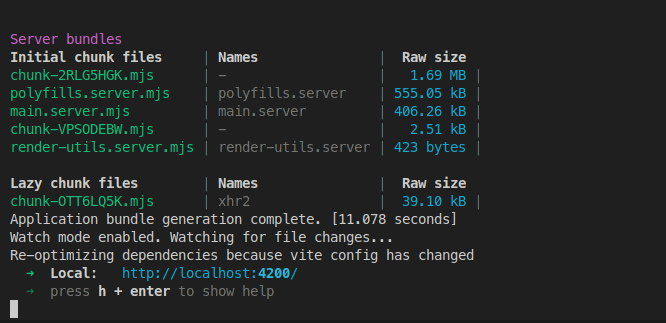 Server bundles
Initial chunk files | Names | Raw size
chunk-2RLG5HGK.mjs | - | 1.69 MB |
polyfills.server.mjs | polyfills.server | 555.05 kB |
main.server.mjs | main.server | 406.26 kB |
chunk-VPSODEBW.mjs | - | 2.51 kB |
render-utils.server.mjs | render-utils.server | 423 bytes |
Lazy chunk files | Names | Raw size
chunk-OTT6LQ5K.mjs | xhr2 | 39.10 kB |
Application bundle generation complete. [11.078 seconds]
Watch mode enabled. Watching for file changes...
Re-optimizing dependencies because vite config has changed
➜ Local: http://localhost:4200/
➜ press h + enter to show help